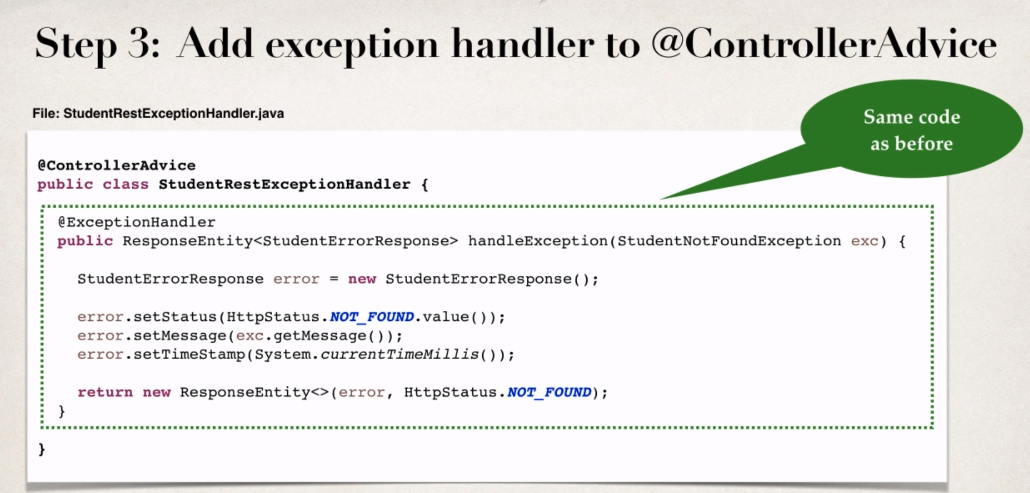 Step 3: Add exception handler to @ControllerAdvice
File: StudentRestExceptionHandler.java
Same code
as before
@ControllerAdvice
public class StudentRestExceptionHandler {
@ExceptionHandler
public ResponseEntity<StudentErrorResponse> handleException(StudentNotFoundException exc) {
StudentErrorResponse error = new StudentErrorResponse();
error.setStatus(HttpStatus.NOT_FOUND.value());
error.setMessage(exc.getMessage());
error.setTimeStamp(System.currentTimeMillis());
return new ResponseEntity<>(error, HttpStatus.NOT_FOUND);
}
}